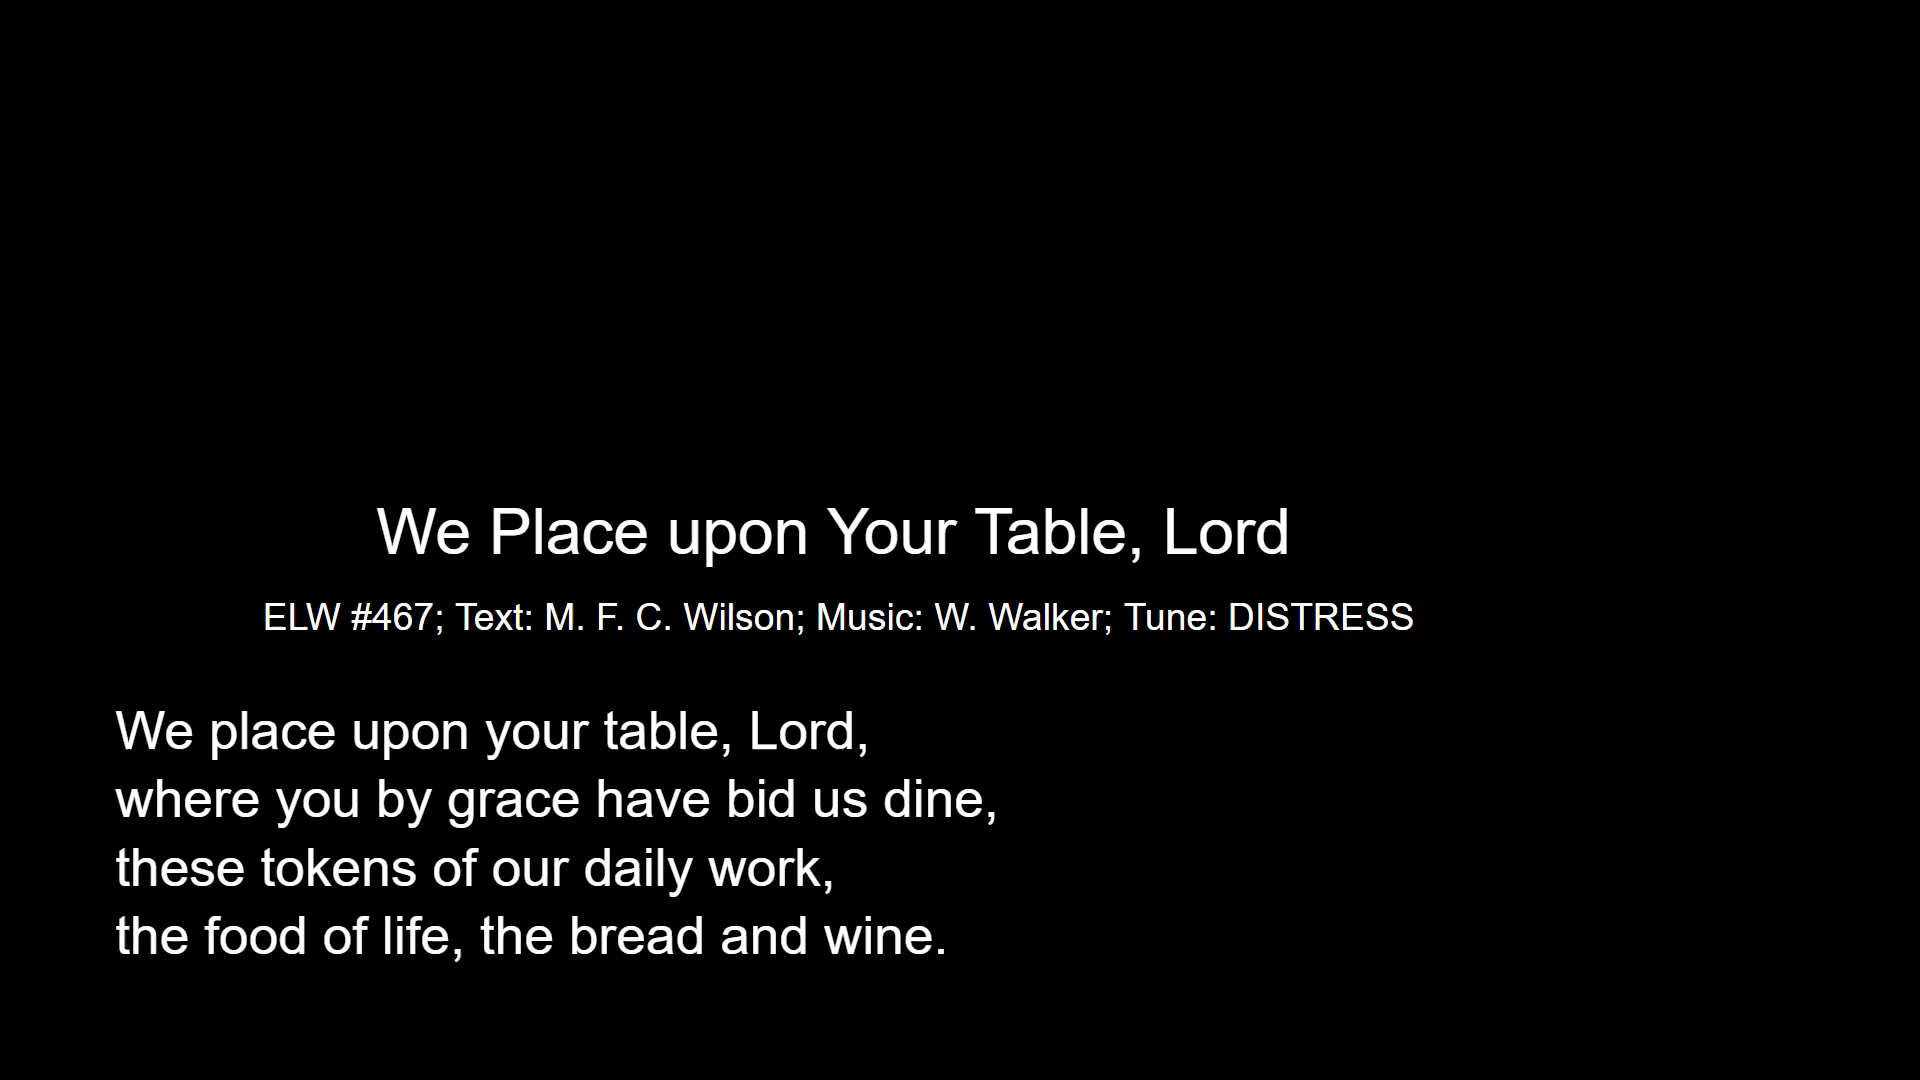 We Place upon Your Table, Lord
ELW #467; Text: M. F. C. Wilson; Music: W. Walker; Tune: DISTRESS
We place upon your table, Lord,
where you by grace have bid us dine,
these tokens of our daily work,
the food of life, the bread and wine.